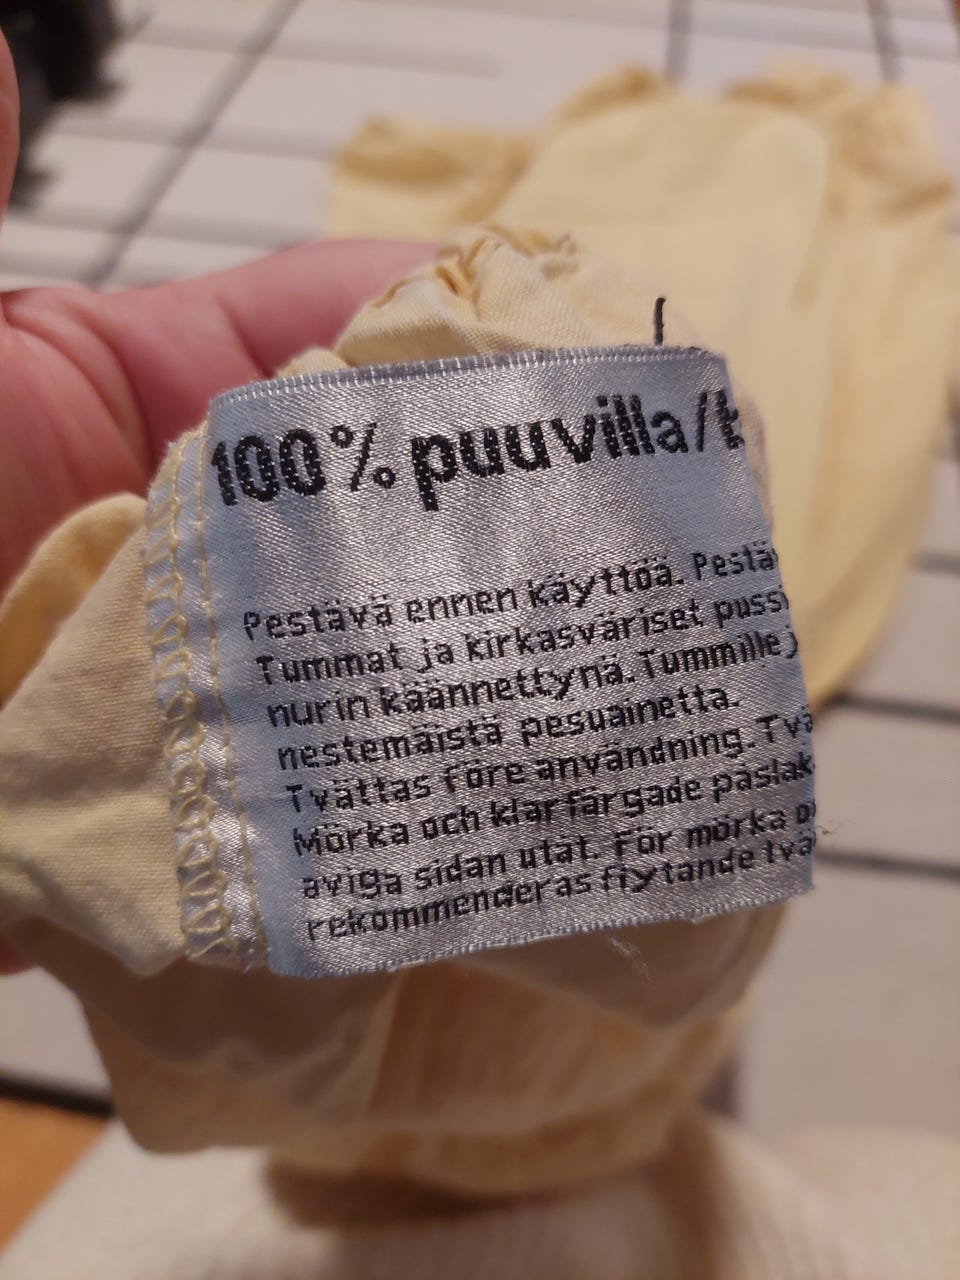 100% puuvilla/
Pestävä ennen käyttöä.
Tummat ja kirkasväriset
nurin käännettynä. Tummille j
nestemäistä pesuainetta.
Tvättas före användning.
Mörka och klarfärgade påslak
aviga sidan utåt. För mörka
rekommenderas flytande